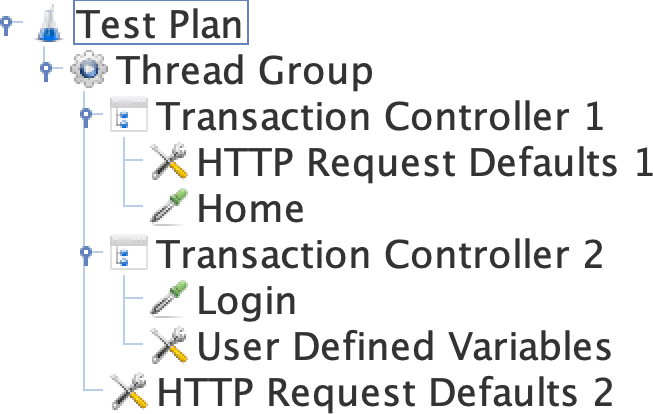 Test Plan
Thread Group
Transaction Controller 1
HTTP Request Defaults 1
Home
Transaction Controller 2
Login
User Defined Variables
HTTP Request Defaults 2